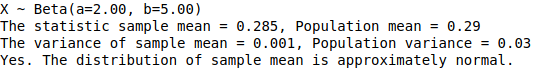 X ~ Beta(a=2.00, b=5.00)
The statistic sample mean = 0.285, Population mean = 0.29
The variance of sample mean = 0.001, Population variance = 0.03
Yes. The distribution of sample mean is approximately normal.